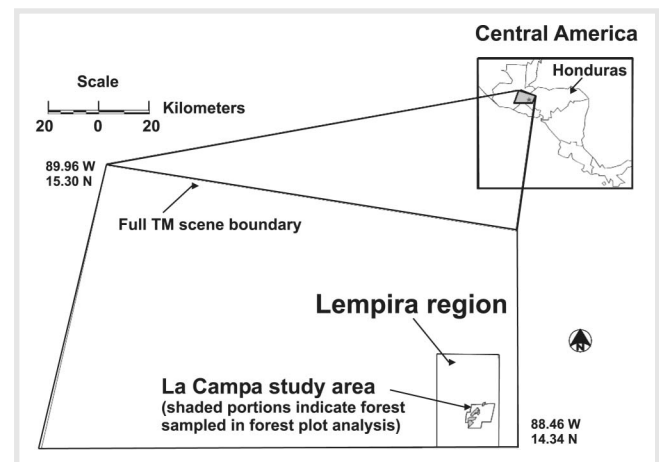 Central America
Honduras
Scale
Kilometers
20 0 20
89.96 W
15.30 N
Full TM scene boundary
Lempira region
N
La Campa study area
(shaded portions indicate forest
sampled in forest plot analysis)
88.46 W
14.34 N